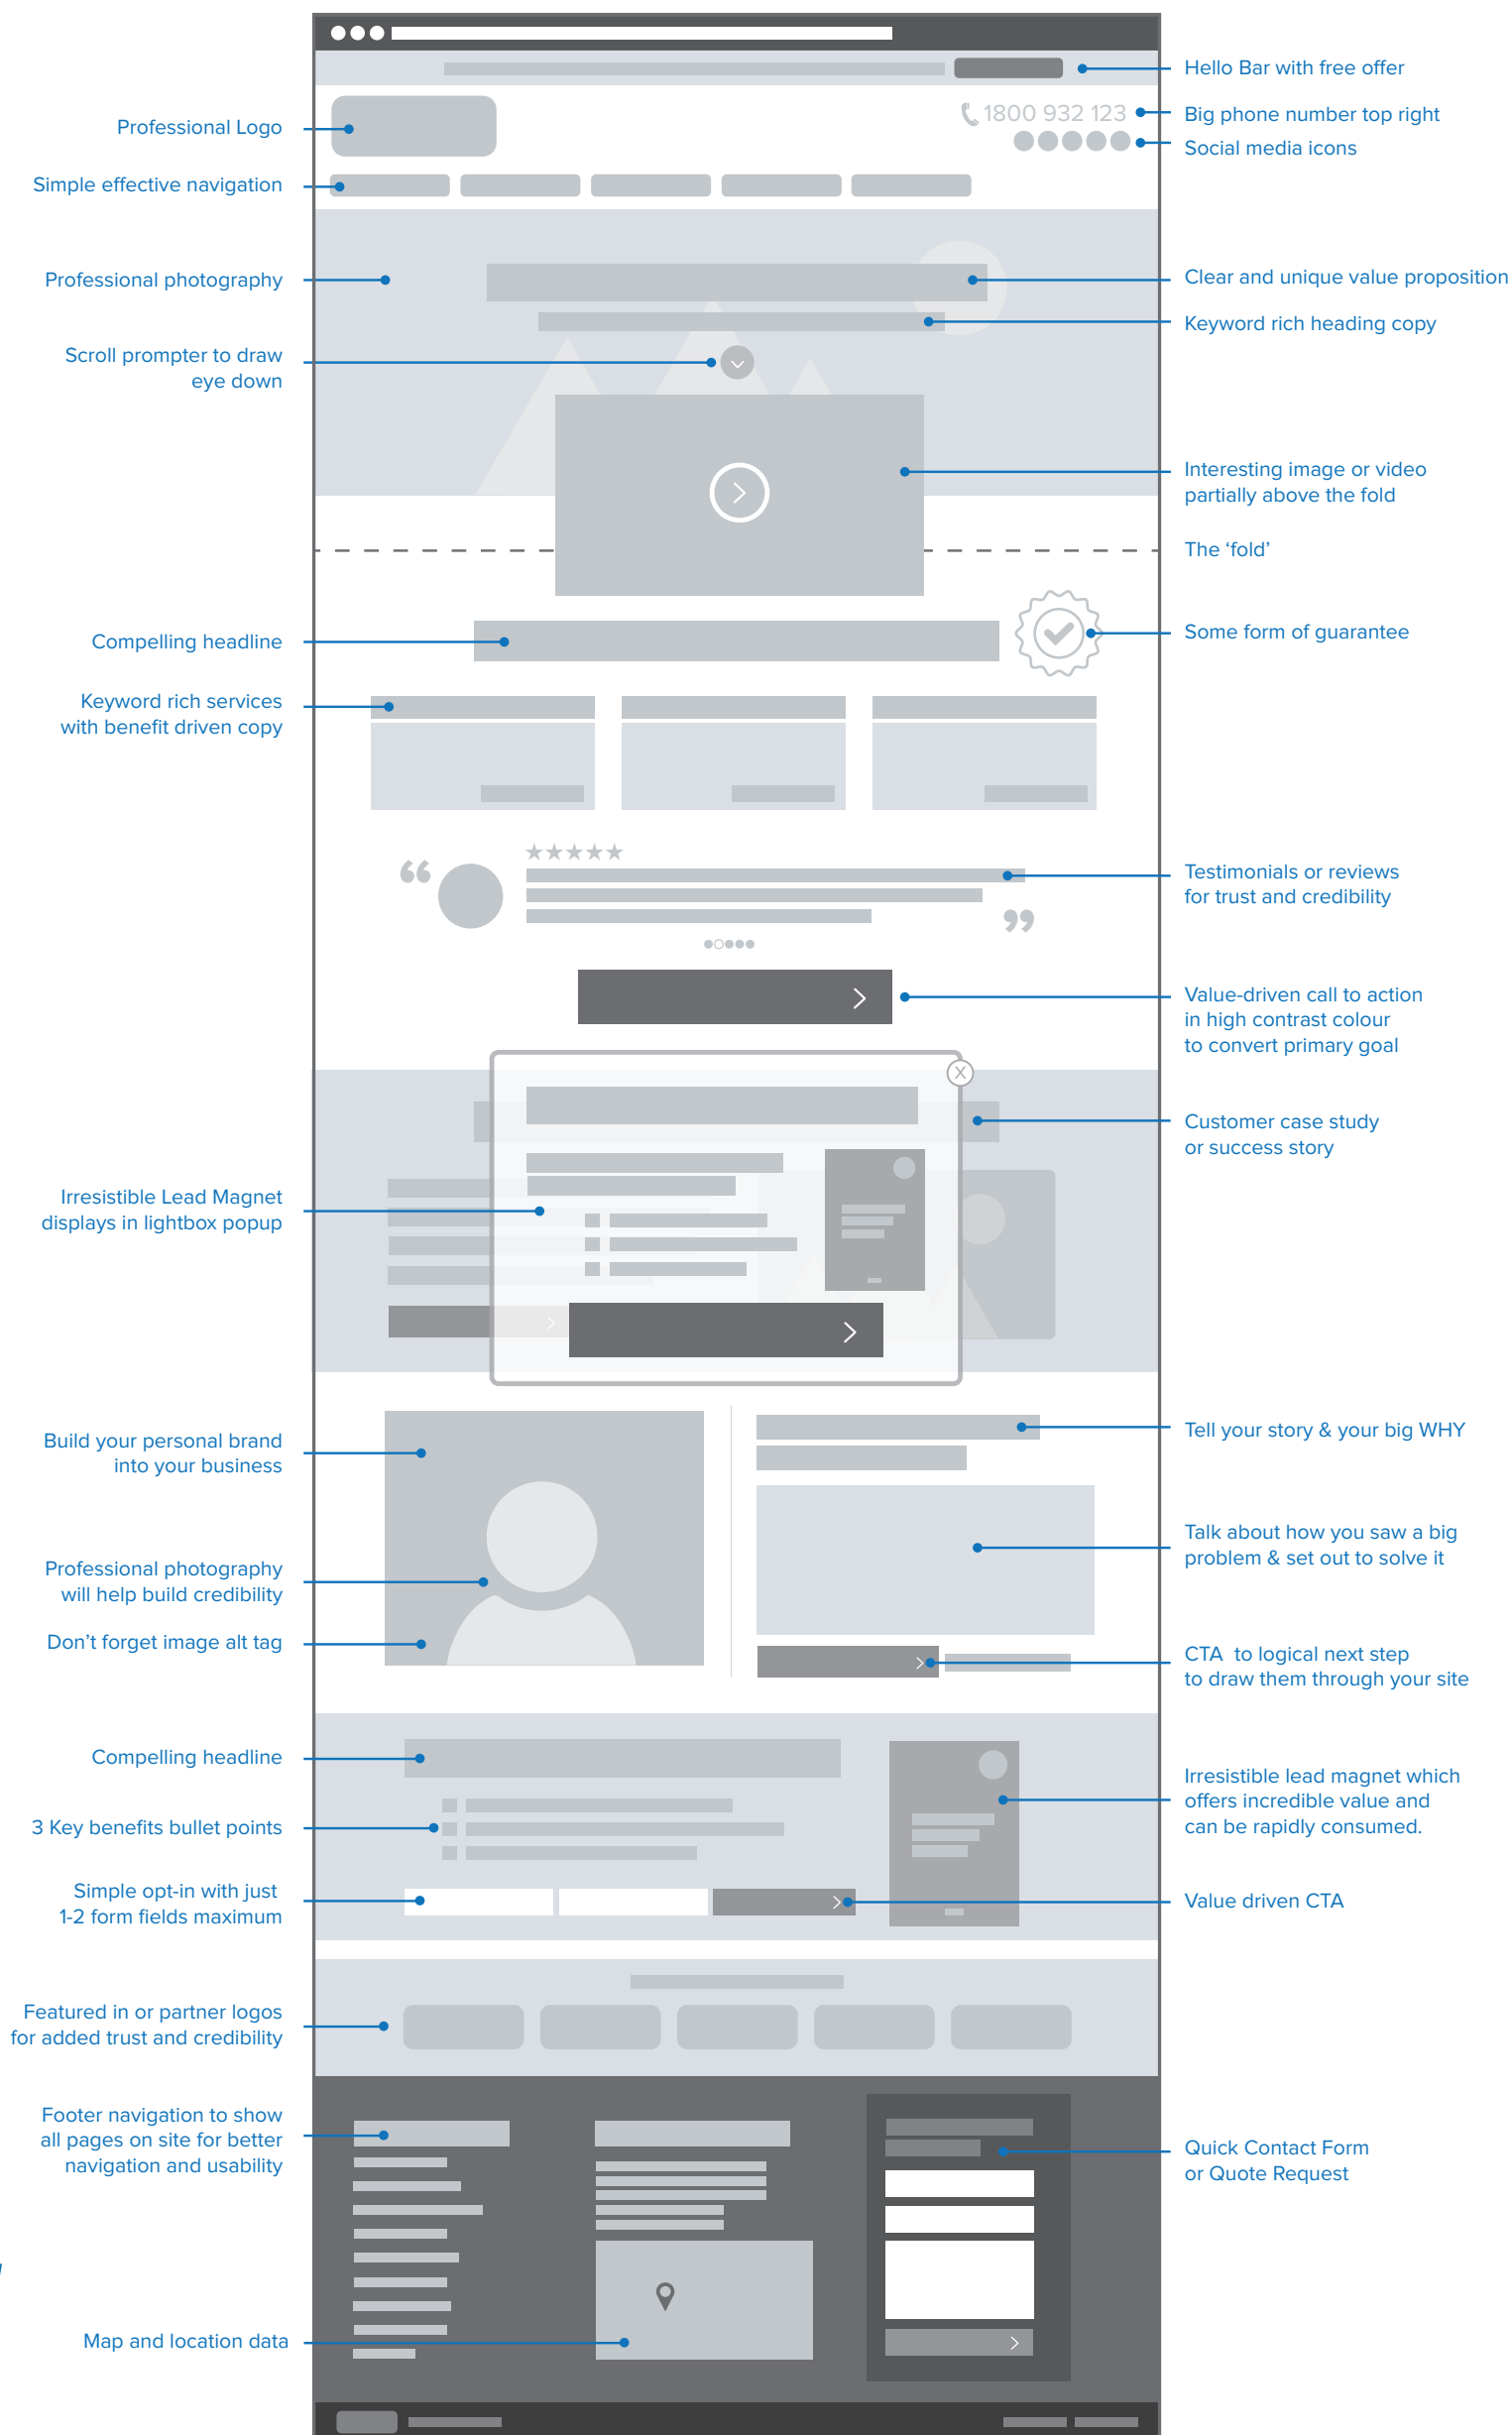 Hello Bar with free offer
Professional Logo
1800 932 123
Big phone number top right
Social media icons
Simple effective navigation
Professional photography
Clear and unique value proposition
Keyword rich heading copy
Scroll prompter to draw
eye down
Interesting image or video
partially above the fold
The ‘fold’
Compelling headline
Some form of guarantee
Keyword rich services
with benefit driven copy
Testimonials or reviews
for trust and credibility
Value-driven call to action
in high contrast colour
to convert primary goal
X
Customer case study
or success story
Irresistible Lead Magnet
displays in lightbox popup
Build your personal brand
into your business
Tell your story & your big WHY
Talk about how you saw a big
problem & set out to solve it
Professional photography
will help build credibility
Don’t forget image alt tag
CTA  to logical next step
to draw them through your site
Compelling headline
Irresistible lead magnet which
offers incredible value and
can be rapidly consumed.
3 Key benefits bullet points
Simple opt-in with just
1-2 form fields maximum
Value driven CTA
Featured in or partner logos
for added trust and credibility
Footer navigation to show
all pages on site for better
navigation and usability
Quick Contact Form
or Quote Request
Map and location data